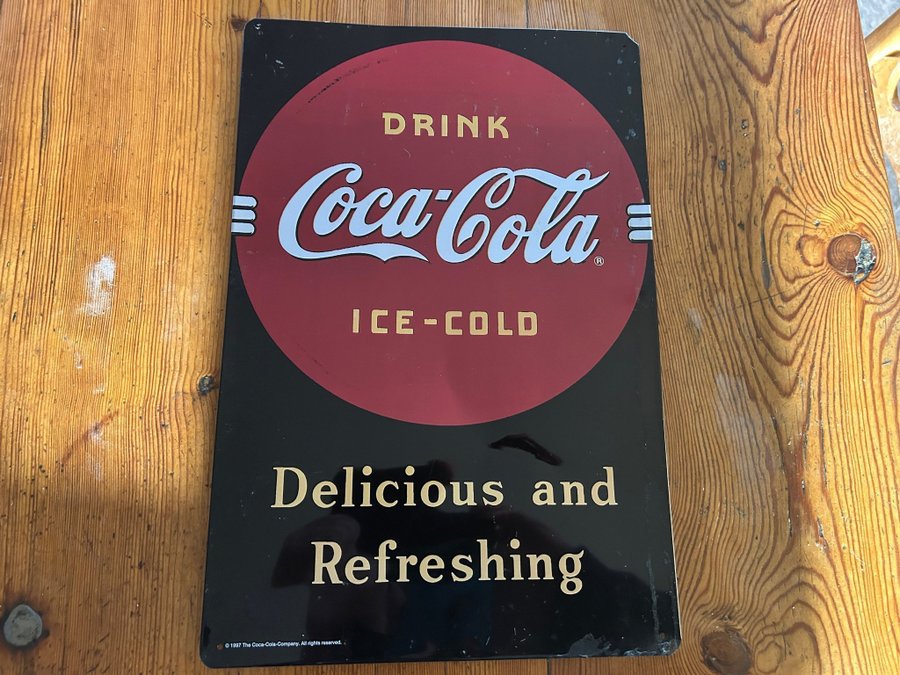 DRINK
Coca-Cola ®
ICE-COLD
Delicious and
Refreshing
© 1997 The Coca-Cola-Company. All rights reserved.